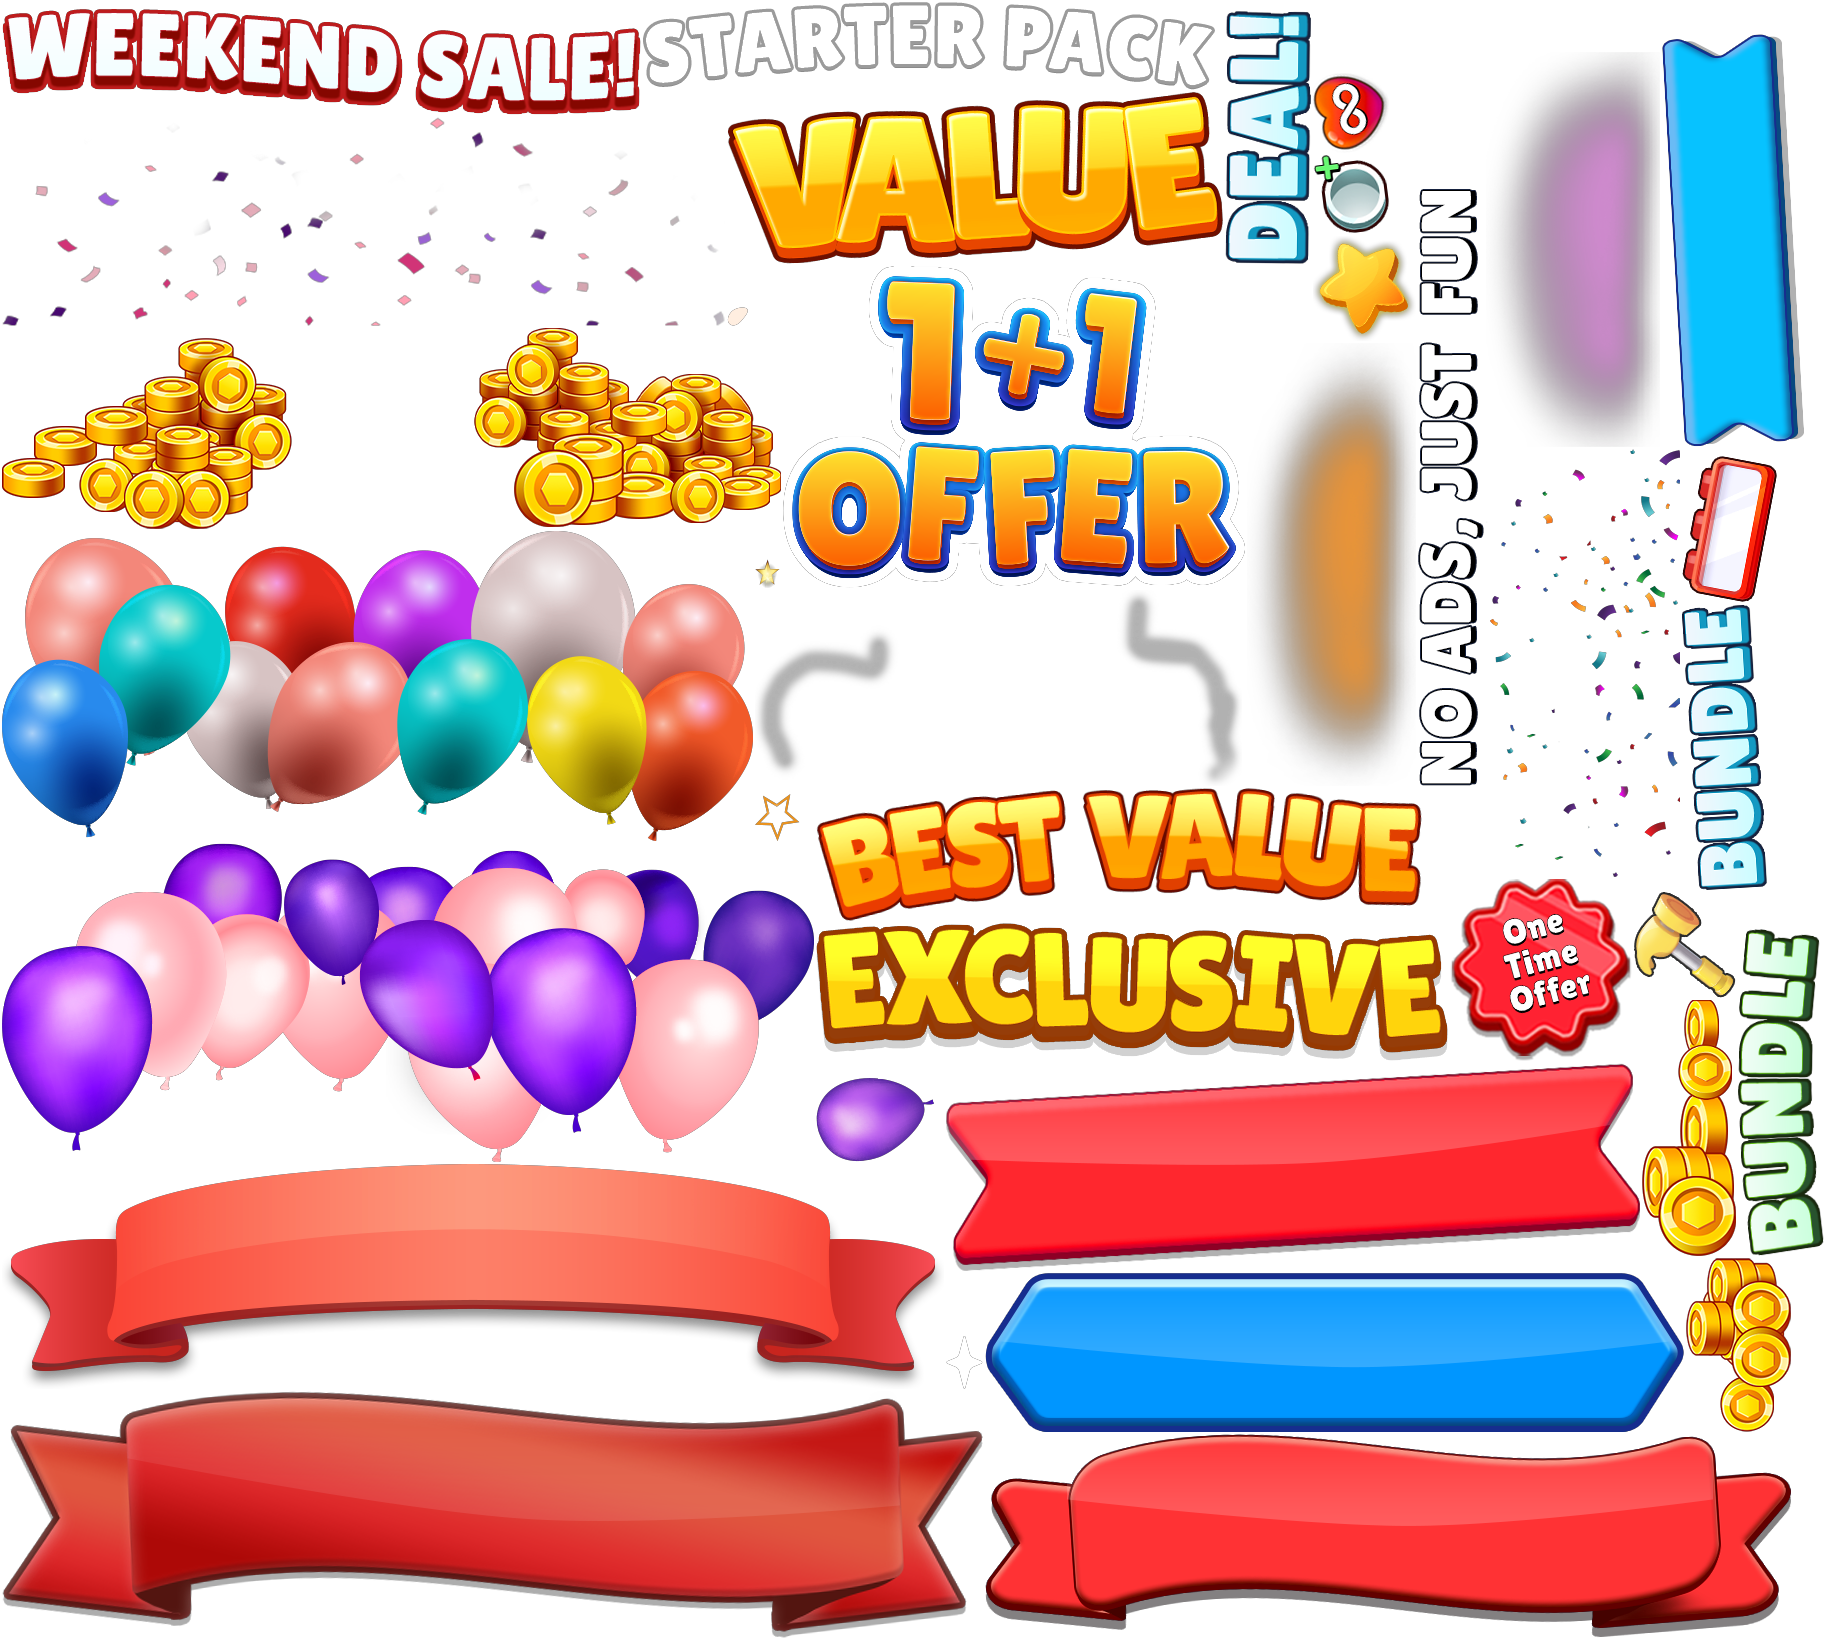 WEEKEND SALE!
STARTER PACK
DEAL!
VALUE
1+1
OFFER
NO ADS, JUST FUN
BUNDLE
BEST VALUE
EXCLUSIVE
One
Time
Offer
BUNDLE